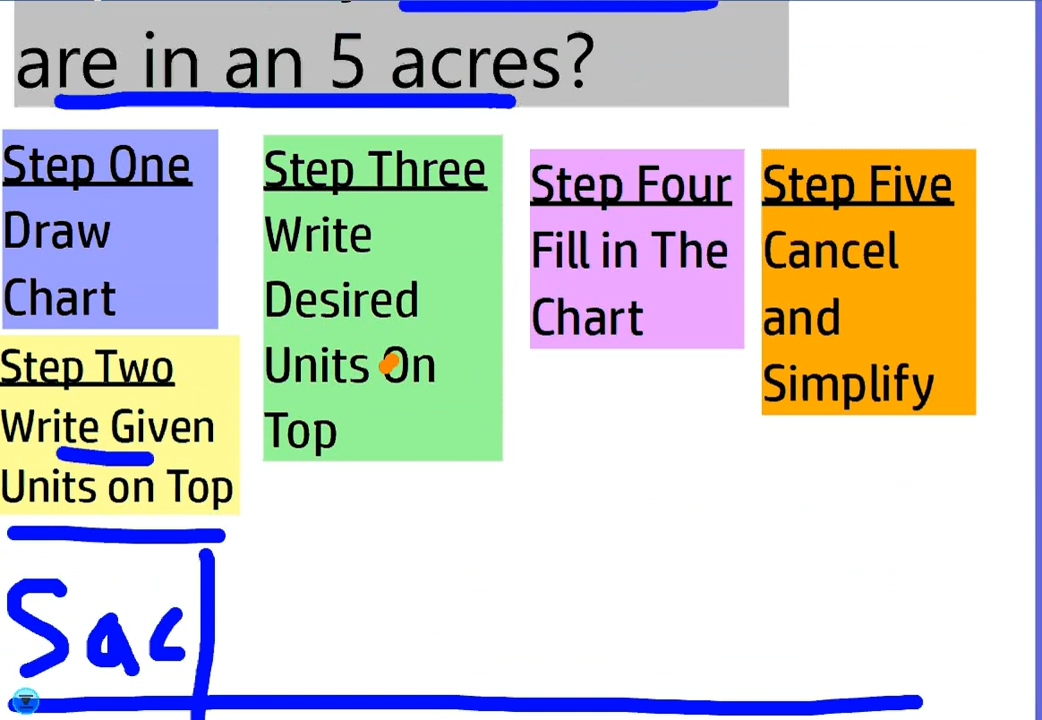 are in an 5 acres?
Step One
Draw
Chart
Step Two
Write Given
Units on Top
Step Three
Write
Desired
Units On
Top
Step Four
Fill in The
Chart
Step Five
Cancel
and
Simplify
5ac